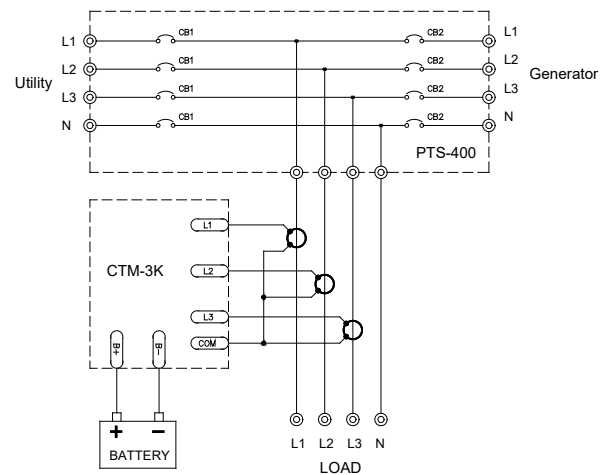 L1 CB1 CB2 L1
L2 CB1 CB2 L2
Utility Generator
L3 CB1 CB2 L3
N CB1 CB2 N
PTS-400
L1
CTM-3K L2
L3
COM
B+ B-
+ -
BATTERY
L1 L2 L3 N
LOAD